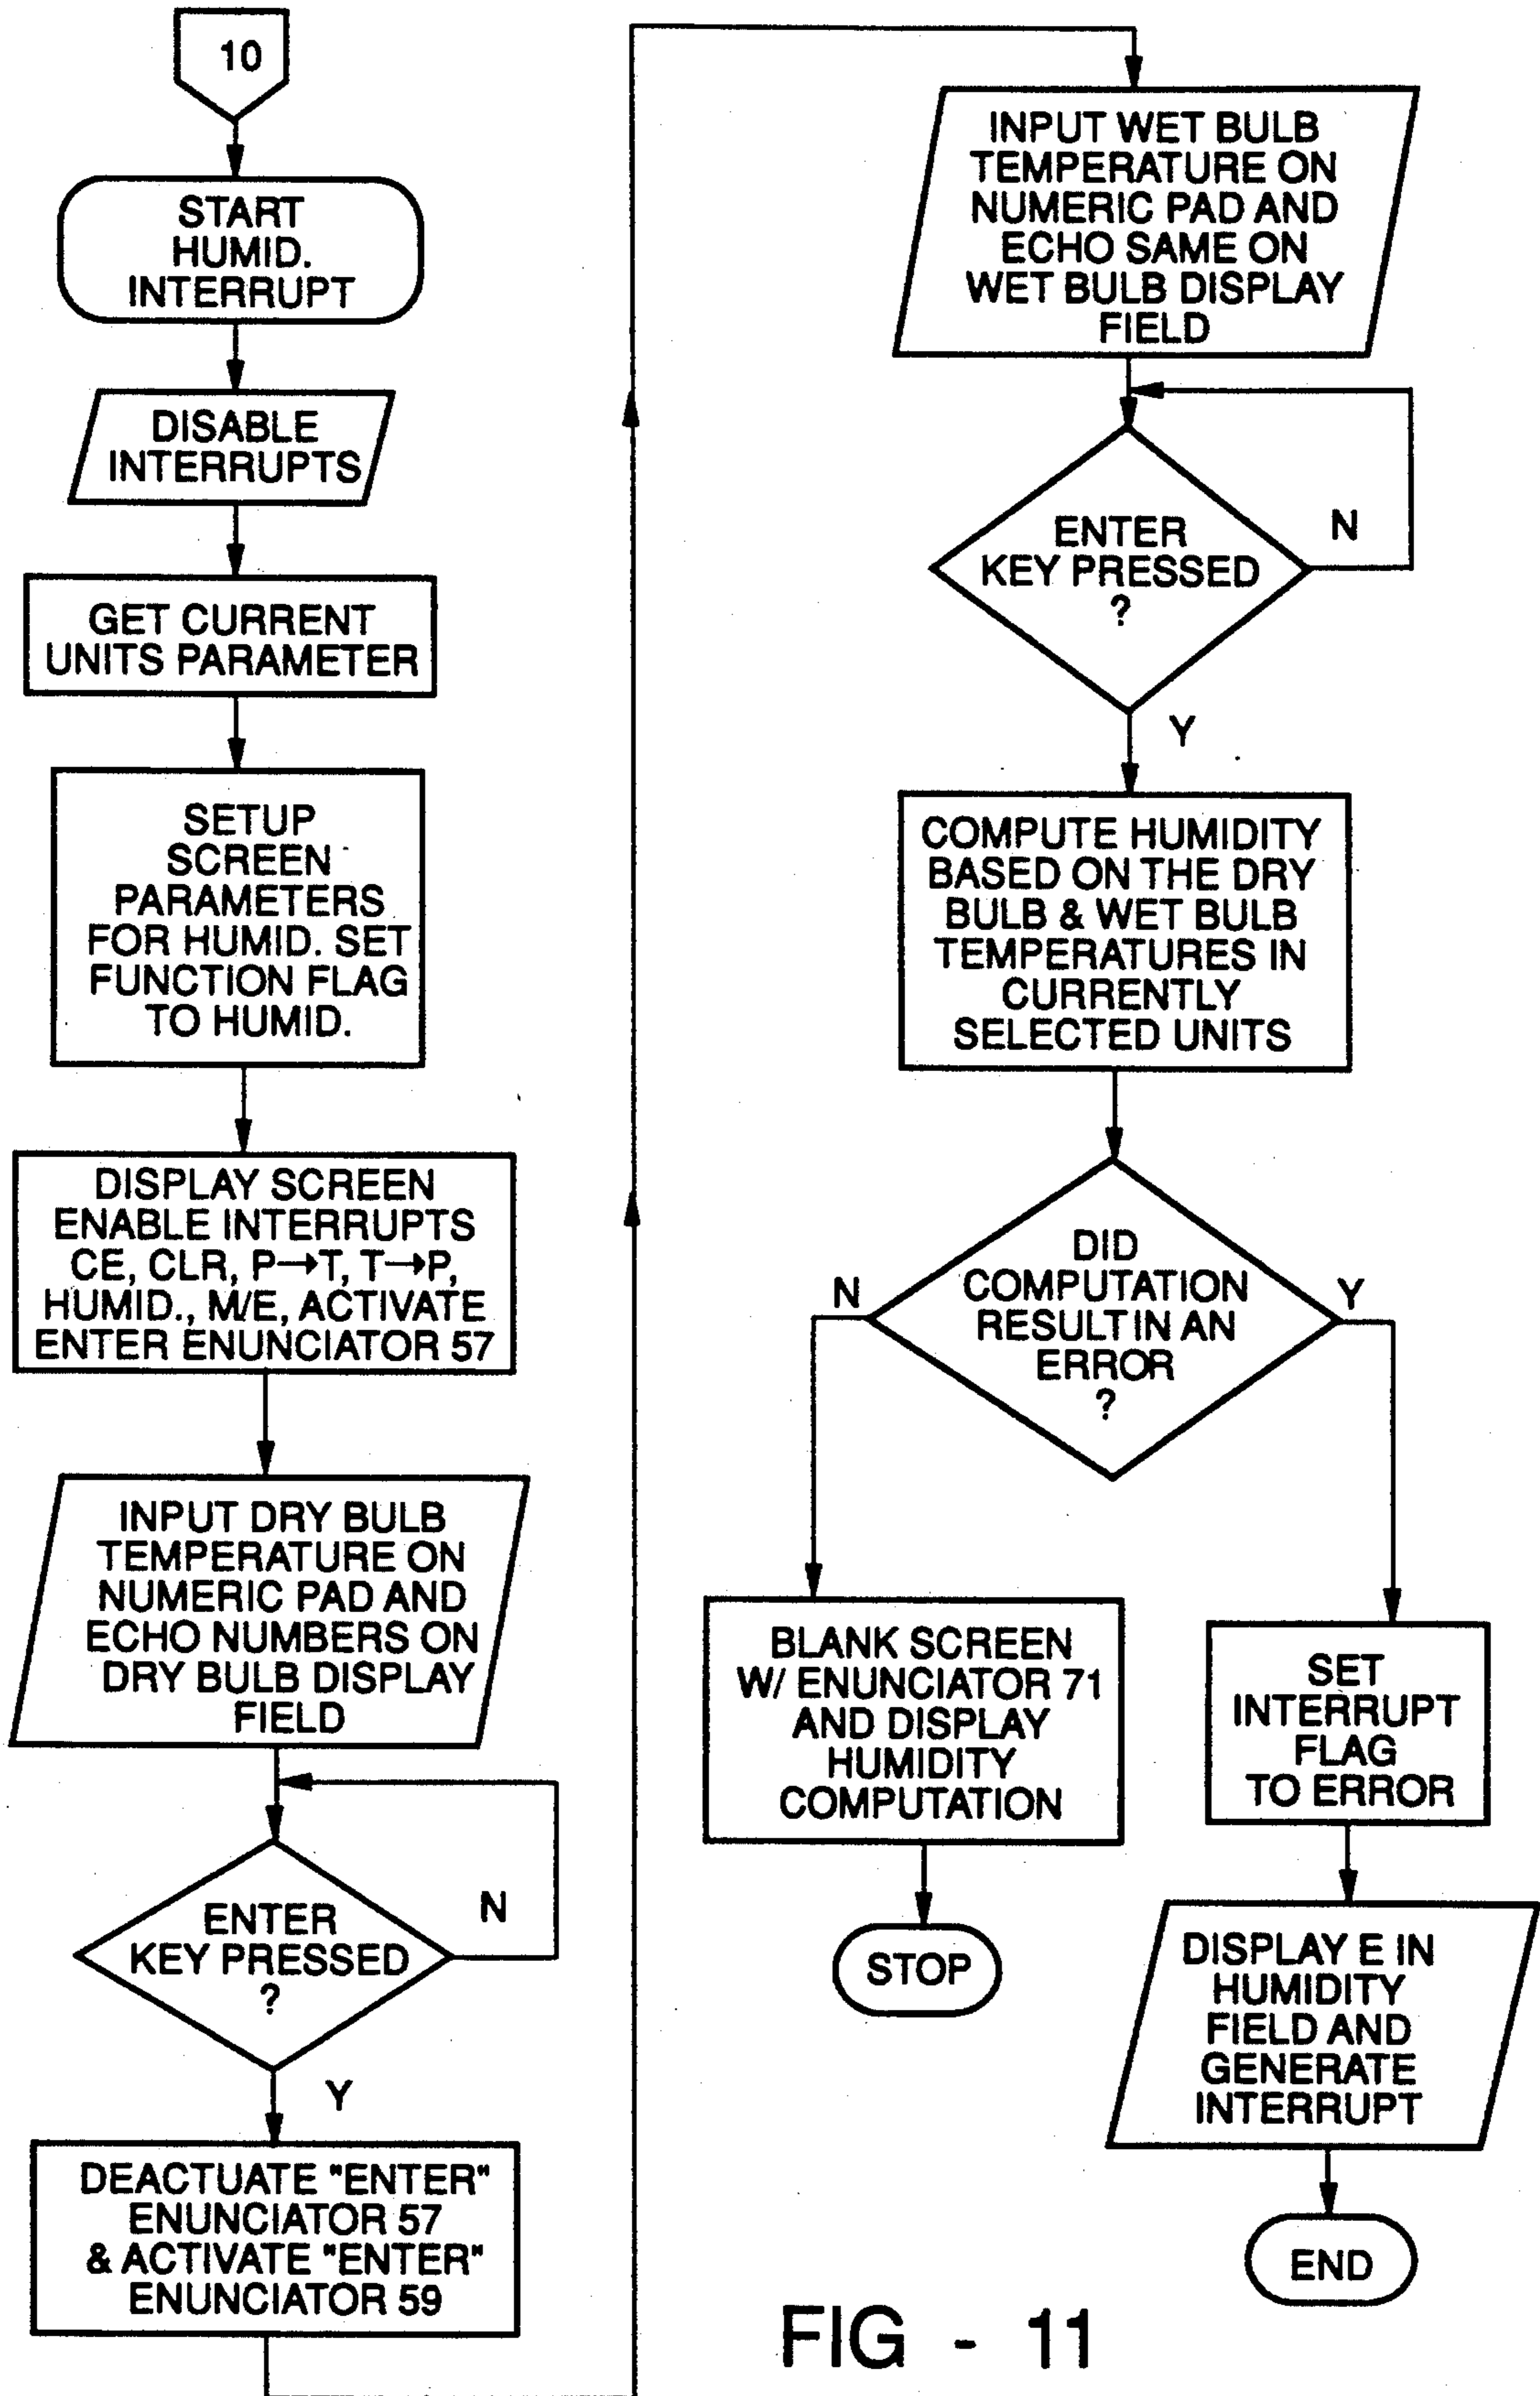 10
START
HUMID.
INTERRUPT
DISABLE
INTERRUPTS
GET CURRENT
UNITS PARAMETER
SETUP
SCREEN
PARAMETERS
FOR HUMID. SET
FUNCTION FLAG
TO HUMID.
DISPLAY SCREEN
ENABLE INTERRUPTS
CE, CLR, P→T, T→P,
HUMID., M/E, ACTIVATE
ENTER ENUNCIATOR 57
INPUT DRY BULB
TEMPERATURE ON
NUMERIC PAD AND
ECHO NUMBERS ON
DRY BULB DISPLAY
FIELD
ENTER
KEY PRESSED
?
N
Y
DEACTUATE "ENTER"
ENUNCIATOR 57
& ACTIVATE "ENTER"
ENUNCIATOR 59
INPUT WET BULB
TEMPERATURE ON
NUMERIC PAD AND
ECHO SAME ON
WET BULB DISPLAY
FIELD
ENTER
KEY PRESSED
?
N
Y
COMPUTE HUMIDITY
BASED ON THE DRY
BULB & WET BULB
TEMPERATURES IN
CURRENTLY
SELECTED UNITS
DID
COMPUTATION
RESULT IN AN
ERROR
?
N
Y
BLANK SCREEN
W/ ENUNCIATOR 71
AND DISPLAY
HUMIDITY
COMPUTATION
STOP
SET
INTERRUPT
FLAG
TO ERROR
DISPLAY E IN
HUMIDITY
FIELD AND
GENERATE
INTERRUPT
END
FIG - 11